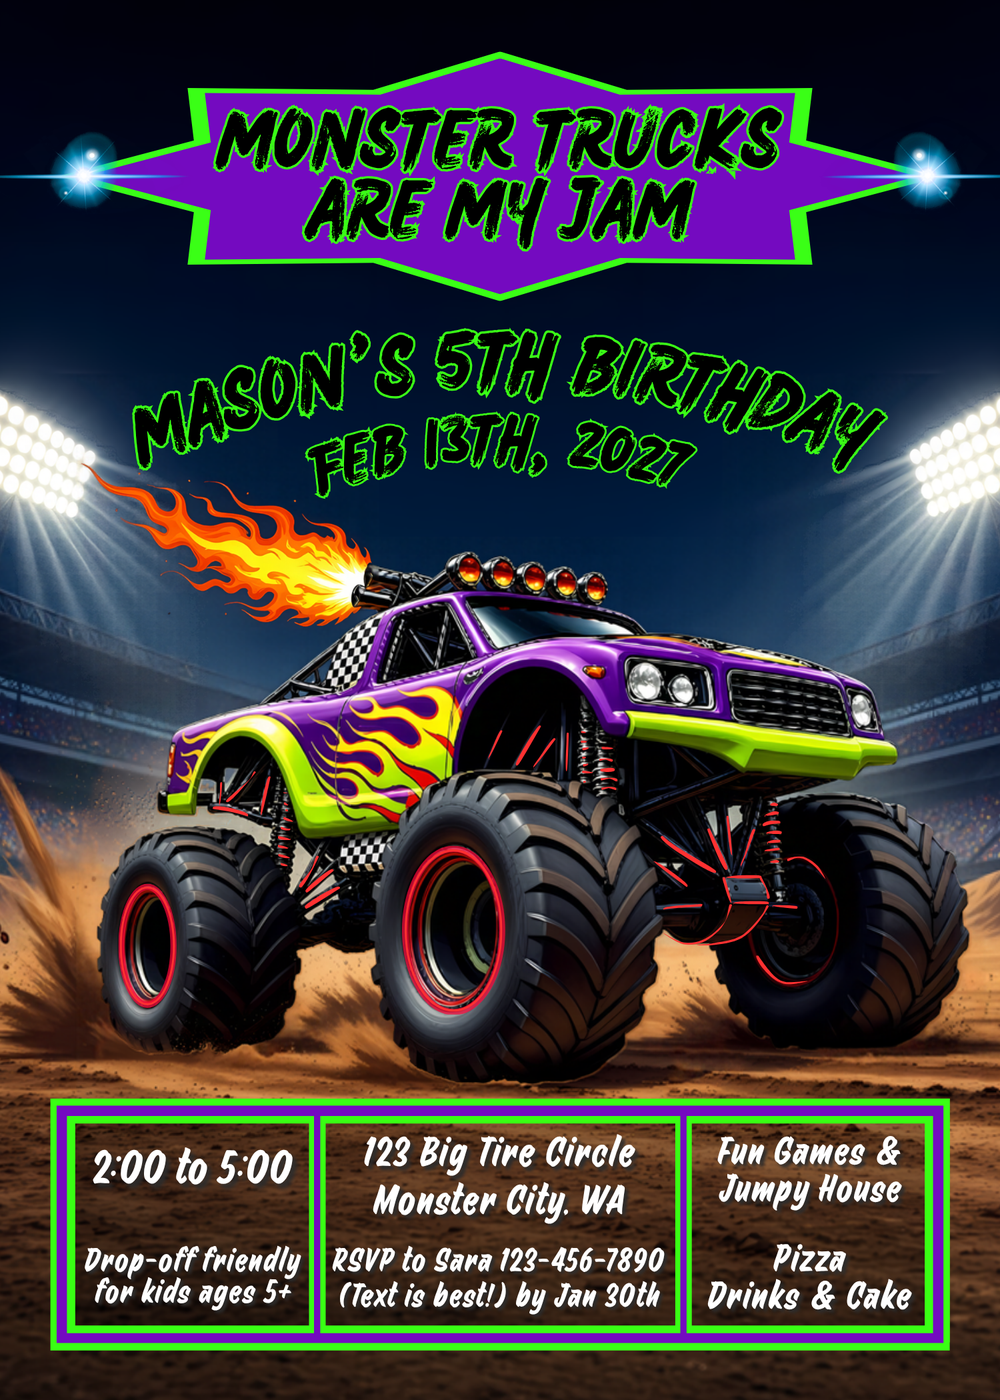 MONSTER TRUCKS
ARE MY JAM
MASON'S 5TH BIRTHDAY
FEB 13TH, 2027
2:00 to 5:00
Drop-off friendly
for kids ages 5+
123 Big Tire Circle
Monster City. WA
RSVP to Sara 123-456-7890
(Text is best!) by Jan 30th
Fun Games &
Jumpy House
Pizza
Drinks & Cake